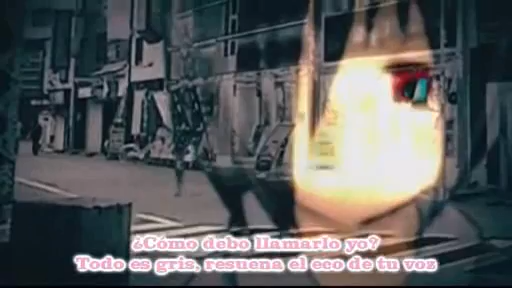 ¿Cómo debo llamarlo yo?
Todo es gris, resuena el eco de tu voz